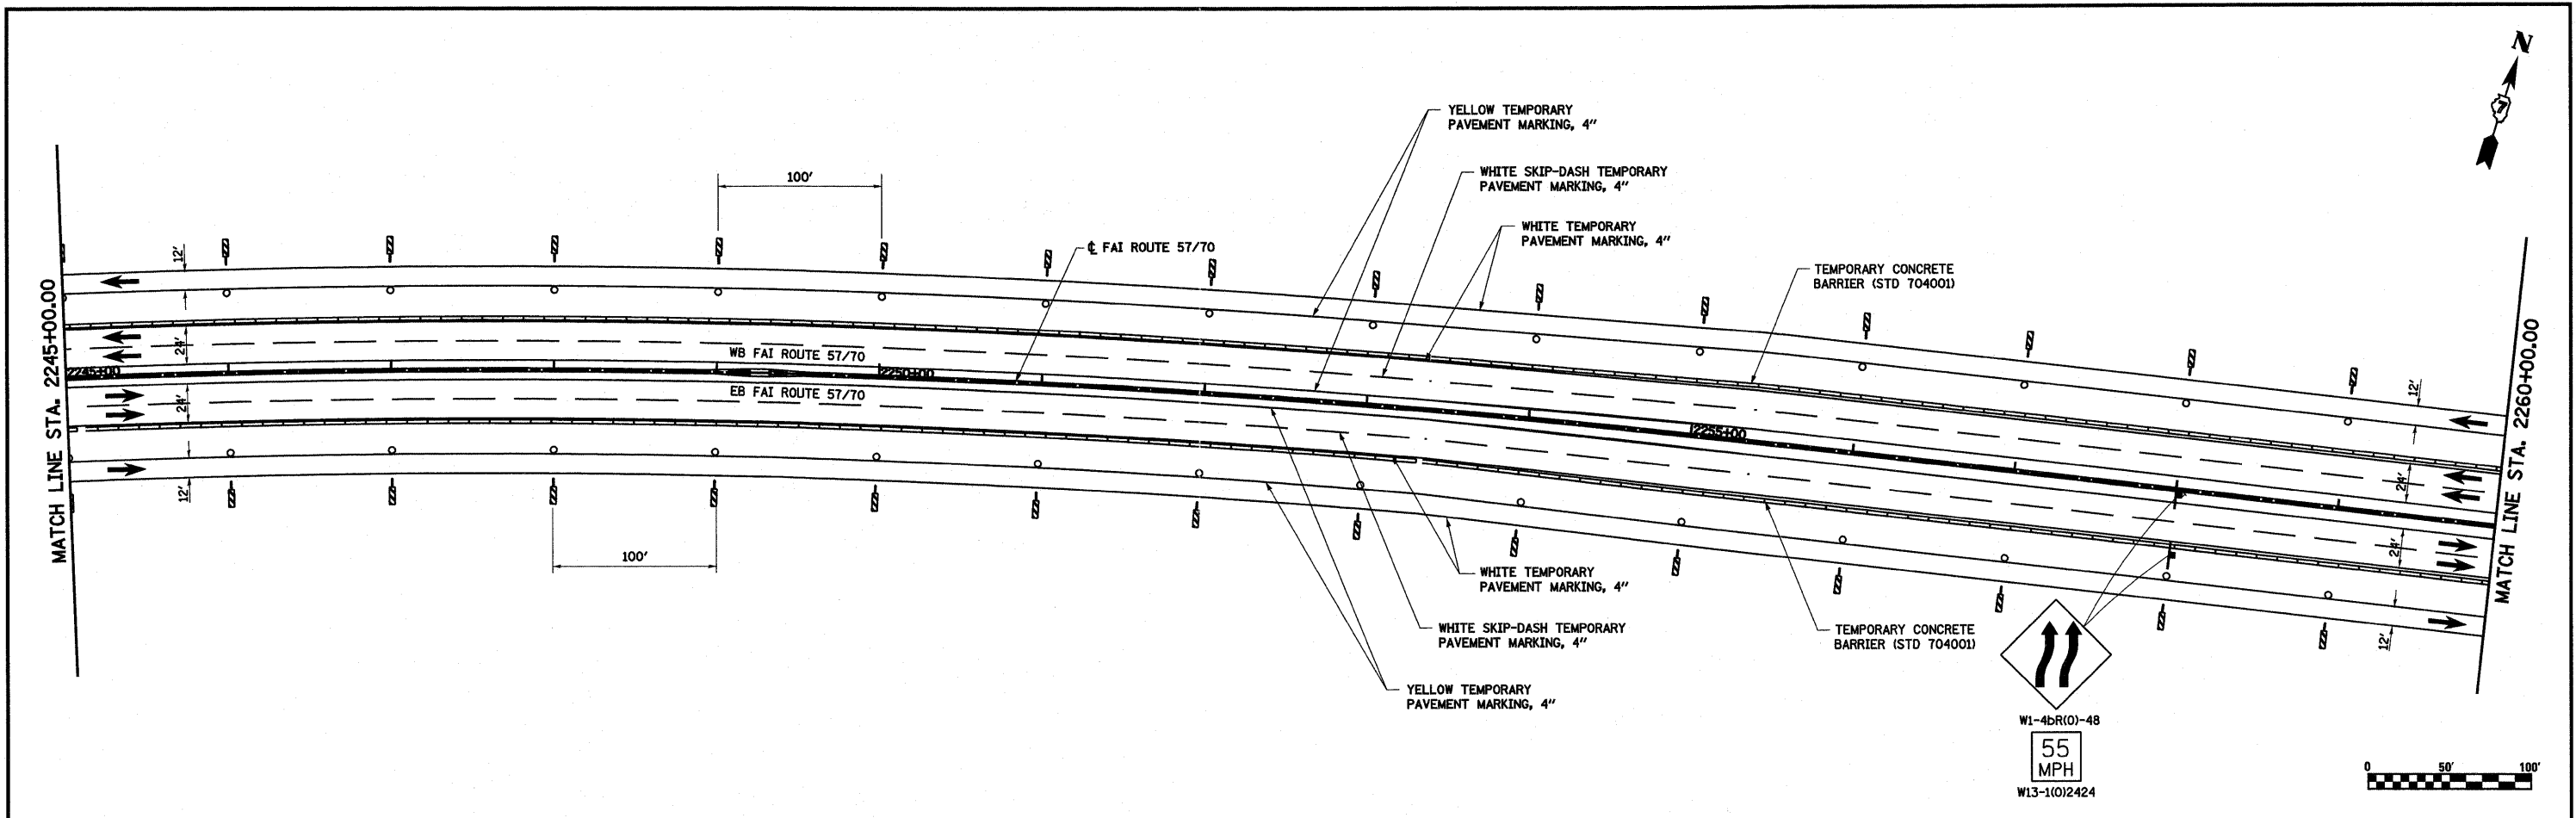 N
7
YELLOW TEMPORARY
PAVEMENT MARKING, 4"
WHITE SKIP-DASH TEMPORARY
PAVEMENT MARKING, 4"
100'
WHITE TEMPORARY
PAVEMENT MARKING, 4"
℄ FAI ROUTE 57/70
TEMPORARY CONCRETE
BARRIER (STD 704001)
12'
MATCH LINE STA. 2245+00.00
24'
WB FAI ROUTE 57/70
2245+00
2250+00
EB FAI ROUTE 57/70
24'
12'
2255+00
12'
MATCH LINE STA. 2260+00.00
24'
24'
12'
100'
WHITE TEMPORARY
PAVEMENT MARKING, 4"
WHITE SKIP-DASH TEMPORARY
PAVEMENT MARKING, 4"
TEMPORARY CONCRETE
BARRIER (STD 704001)
YELLOW TEMPORARY
PAVEMENT MARKING, 4"
W1-4bR(O)-48
55
MPH
W13-1(O)2424
0 50' 100'